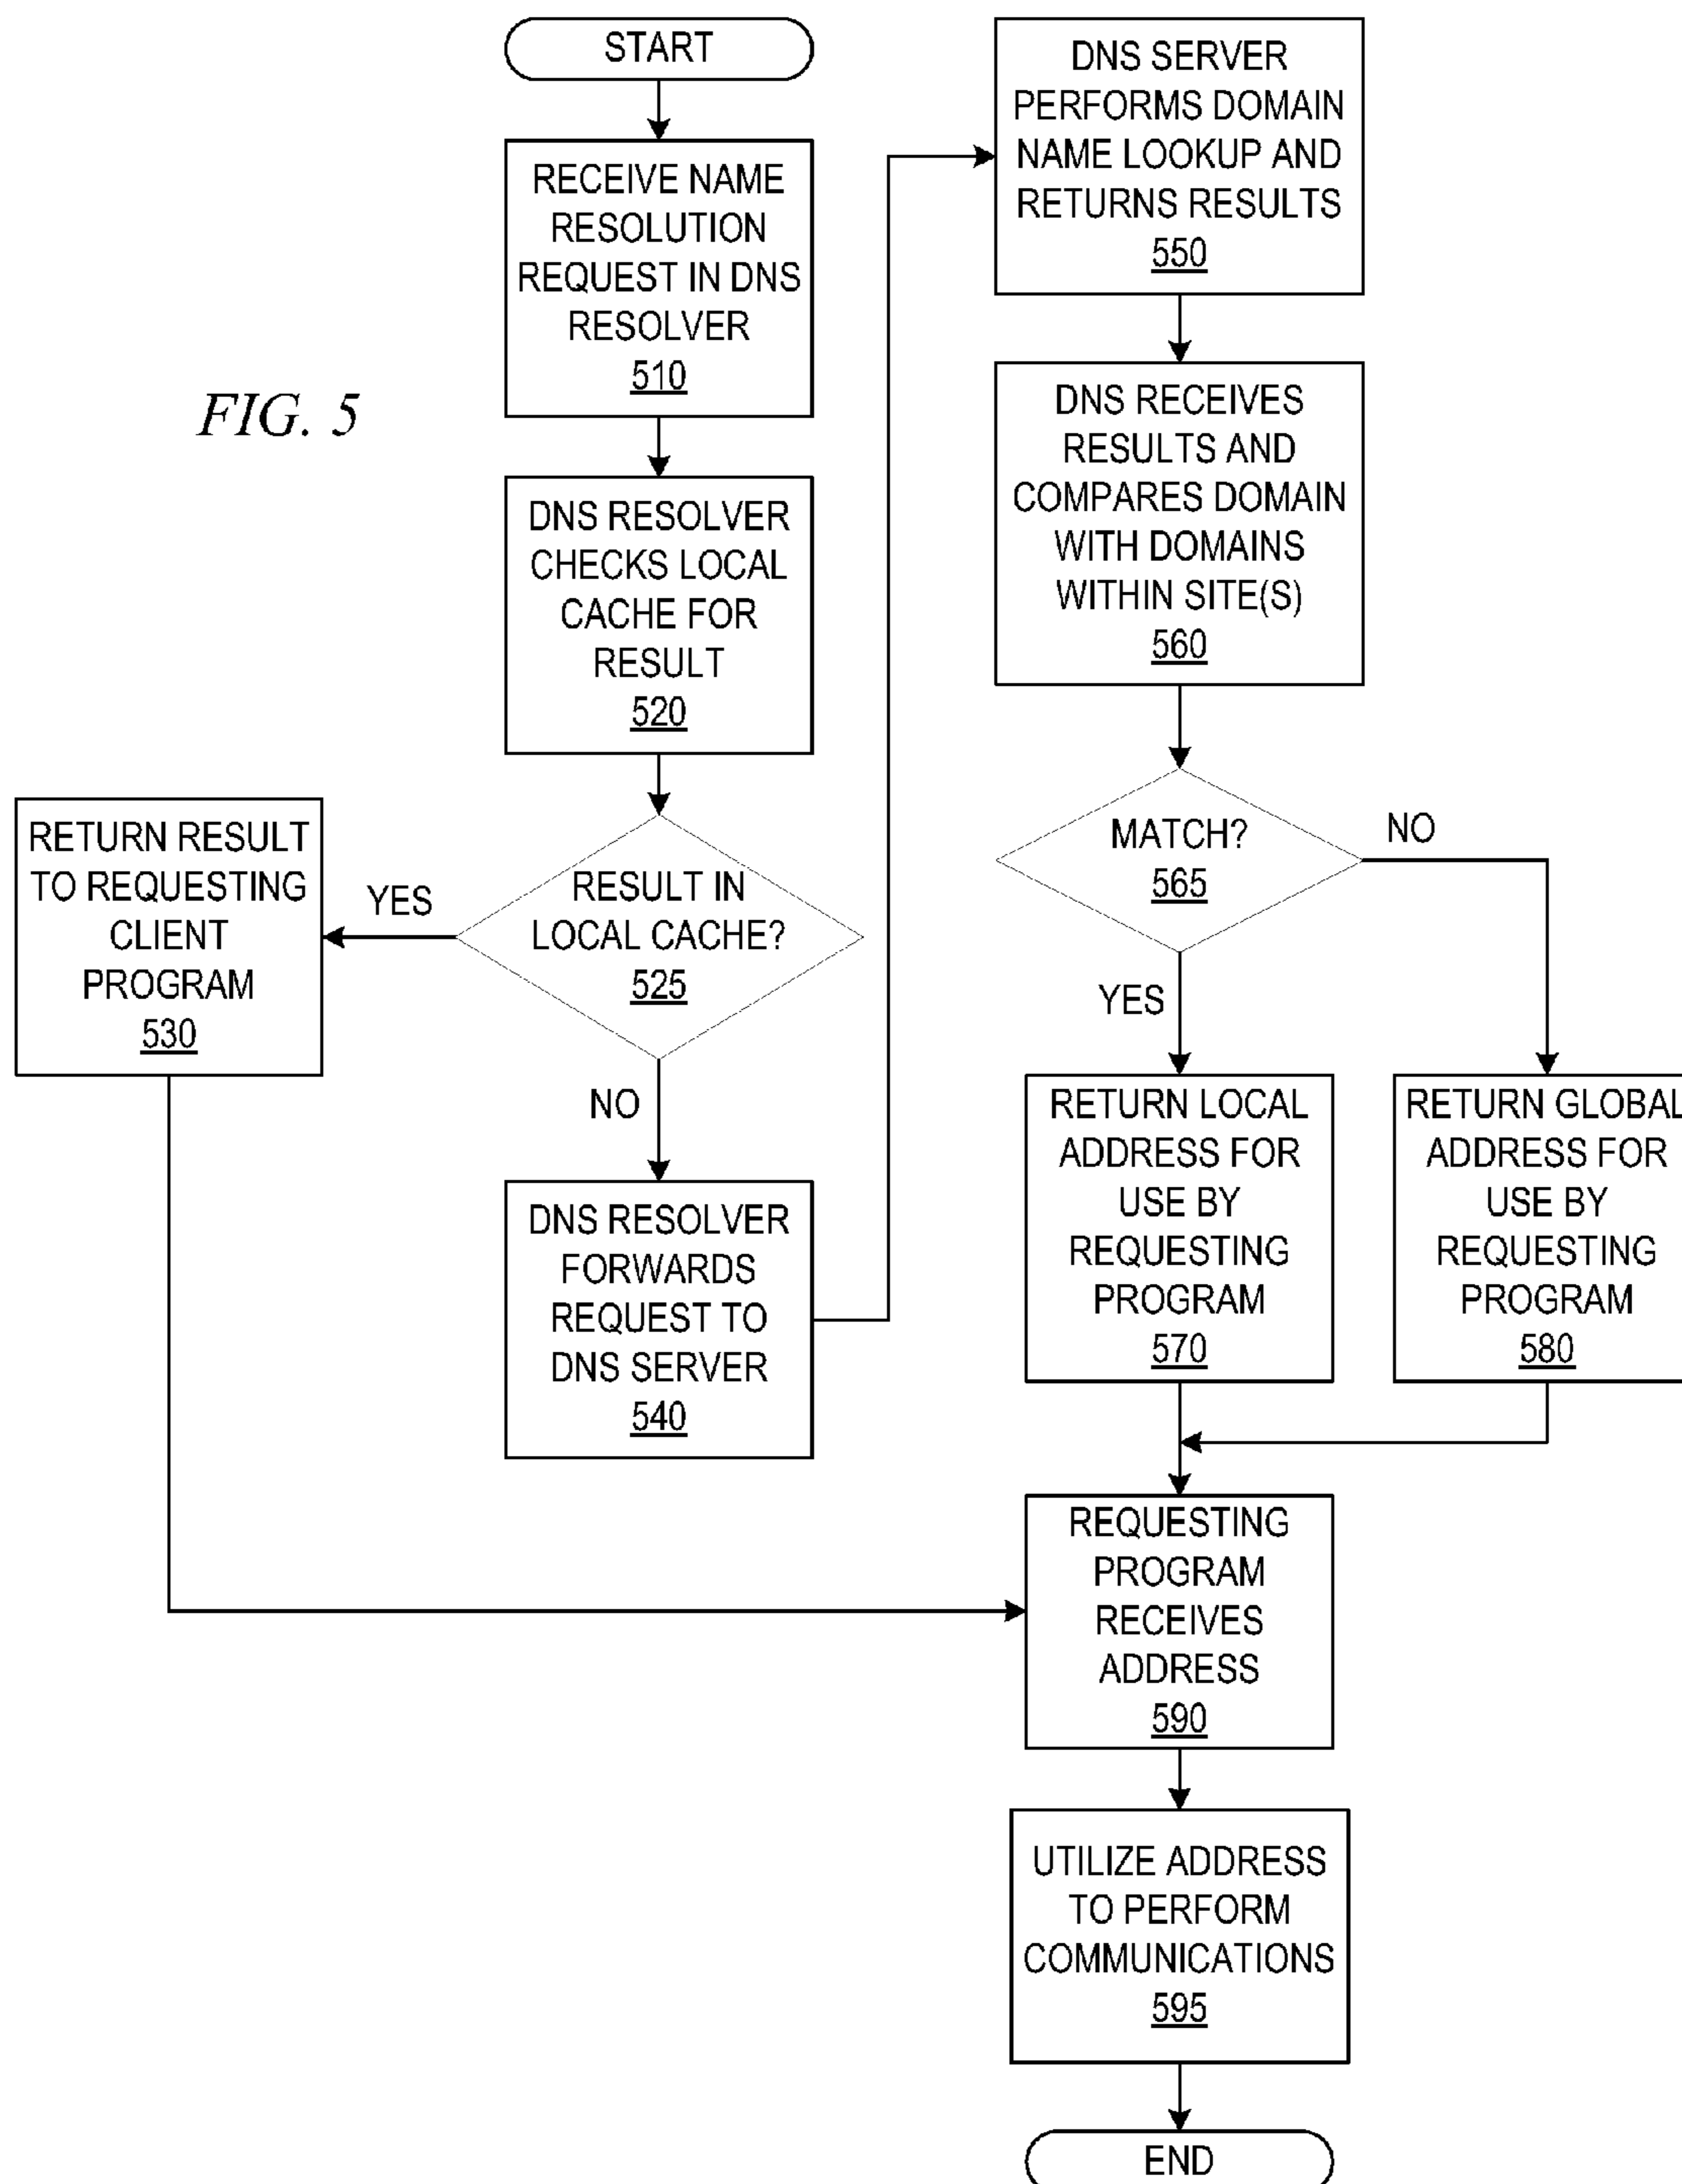 FIG. 5
START
RECEIVE NAME
RESOLUTION
REQUEST IN DNS
RESOLVER
510
DNS RESOLVER
CHECKS LOCAL
CACHE FOR
RESULT
520
RESULT IN
LOCAL CACHE?
525
YES
RETURN RESULT
TO REQUESTING
CLIENT
PROGRAM
530
NO
DNS RESOLVER
FORWARDS
REQUEST TO
DNS SERVER
540
DNS SERVER
PERFORMS DOMAIN
NAME LOOKUP AND
RETURNS RESULTS
550
DNS RECEIVES
RESULTS AND
COMPARES DOMAIN
WITH DOMAINS
WITHIN SITE(S)
560
MATCH?
565
NO
YES
RETURN LOCAL
ADDRESS FOR
USE BY
REQUESTING
PROGRAM
570
RETURN GLOBAL
ADDRESS FOR
USE BY
REQUESTING
PROGRAM
580
REQUESTING
PROGRAM
RECEIVES
ADDRESS
590
UTILIZE ADDRESS
TO PERFORM
COMMUNICATIONS
595
END